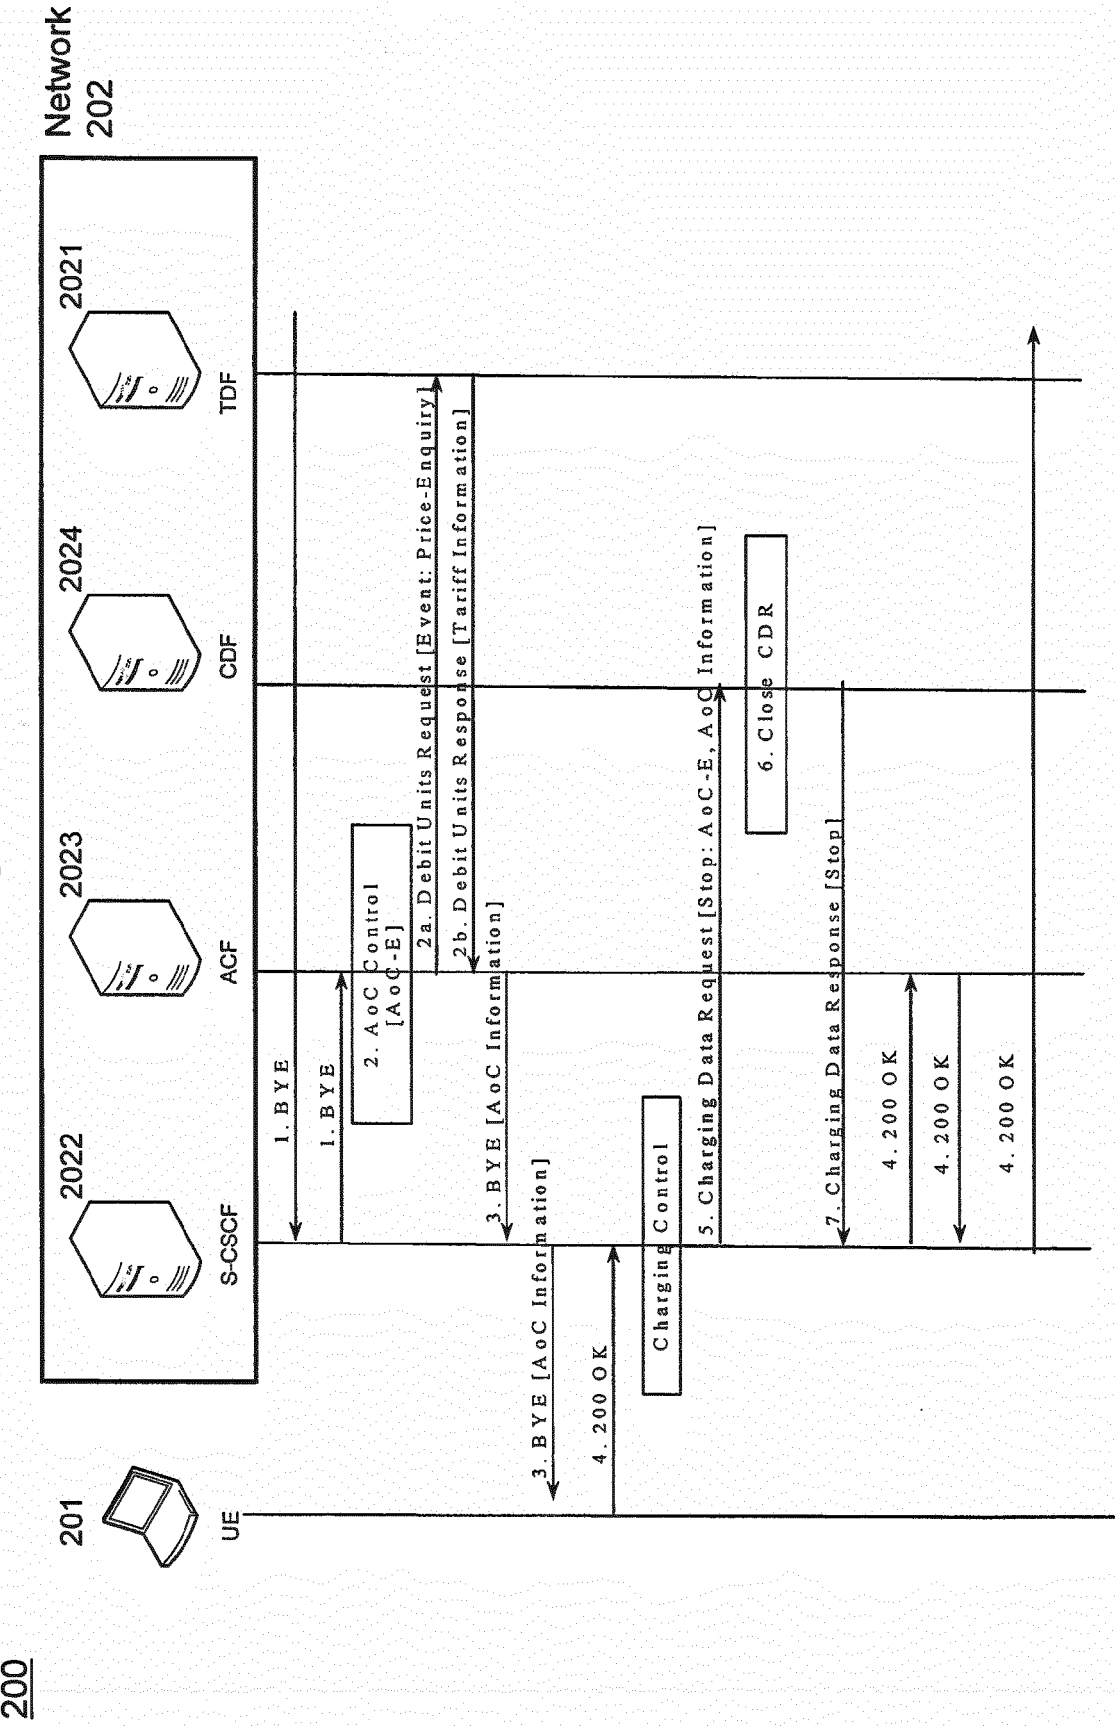 200
Network
202
201
2022
2023
2024
2021
UE
S-CSCF
ACF
CDF
TDF
1. BYE
1. BYE
2. AoC Control
[AoC-E]
2a. Debit Units Request [Event: Price-Enquiry]
2b. Debit Units Response [Tariff Information]
3. BYE [AoC Information]
3. BYE [AoC Information]
4. 200 OK
Charging Control
5. Charging Data Request [Stop: AoC-E, AoC Information]
6. Close CDR
7. Charging Data Response [Stop]
4. 200 OK
4. 200 OK
4. 200 OK